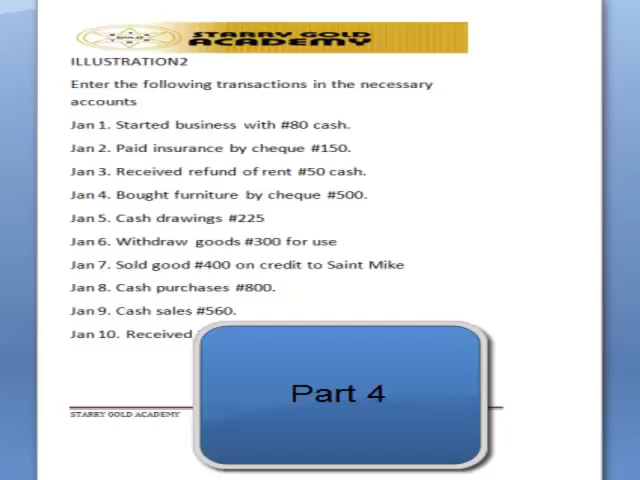 GOLD
STARRY GOLD
ACADEMY
ILLUSTRATION2
Enter the following transactions in the necessary
accounts
Jan 1. Started business with #80 cash.
Jan 2. Paid insurance by cheque #150.
Jan 3. Received refund of rent #50 cash.
Jan 4. Bought furniture by cheque #500.
Jan 5. Cash drawings #225
Jan 6. Withdraw goods #300 for use
Jan 7. Sold good #400 on credit to Saint Mike
Jan 8. Cash purchases #800.
Jan 9. Cash sales #560.
Jan 10. Received
Part 4
STARRY GOLD ACADEMY